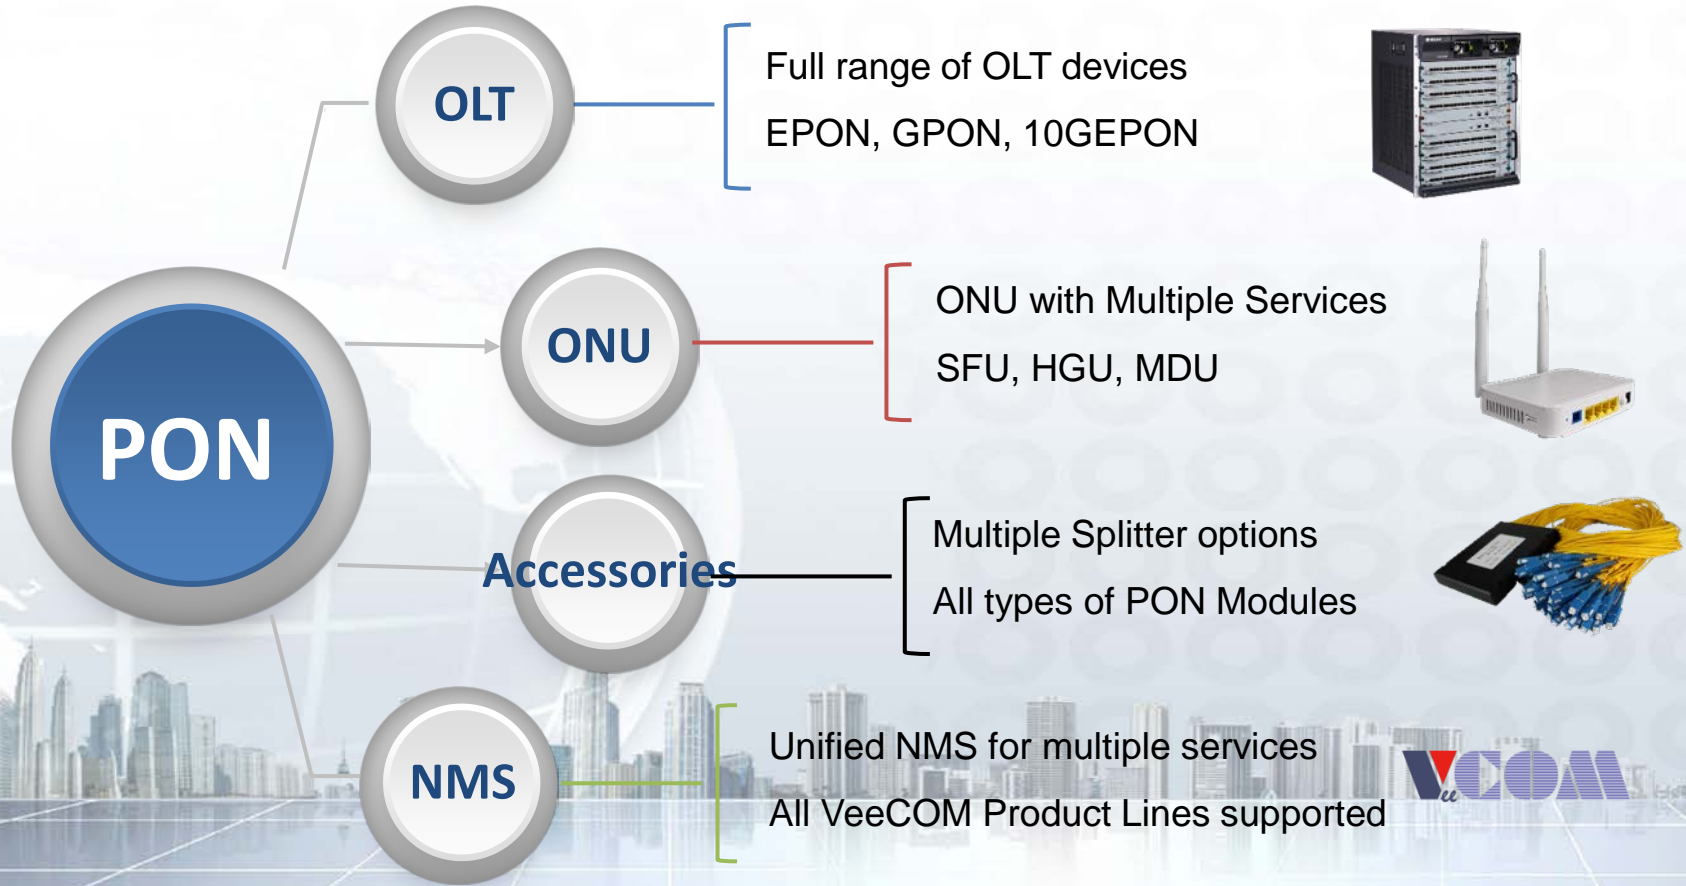 OLT
Full range of OLT devices
EPON, GPON, 10GEPON
ONU
ONU with Multiple Services
SFU, HGU, MDU
PON
Accessories
Multiple Splitter options
All types of PON Modules
NMS
Unified NMS for multiple services
All VeeCOM Product Lines supported
VeeCOM